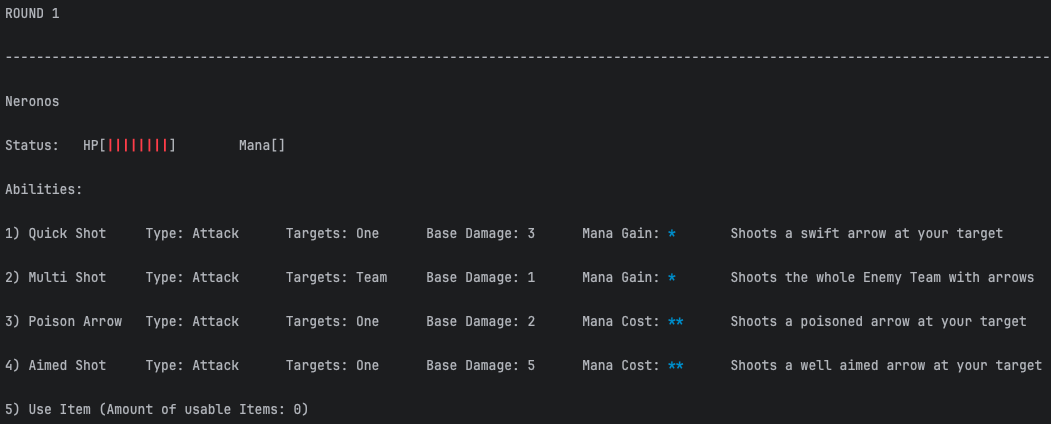 ROUND 1
--------------------------------------------------------------------------------------------------------------------------------------
Neronos
Status:   HP[||||||||]        Mana[]
Abilities:
1) Quick Shot     Type: Attack      Targets: One      Base Damage: 3      Mana Gain: *       Shoots a swift arrow at your target
2) Multi Shot     Type: Attack      Targets: Team     Base Damage: 1      Mana Gain: *       Shoots the whole Enemy Team with arrows
3) Poison Arrow   Type: Attack      Targets: One      Base Damage: 2      Mana Cost: **      Shoots a poisoned arrow at your target
4) Aimed Shot     Type: Attack      Targets: One      Base Damage: 5      Mana Cost: **      Shoots a well aimed arrow at your target
5) Use Item (Amount of usable Items: 0)